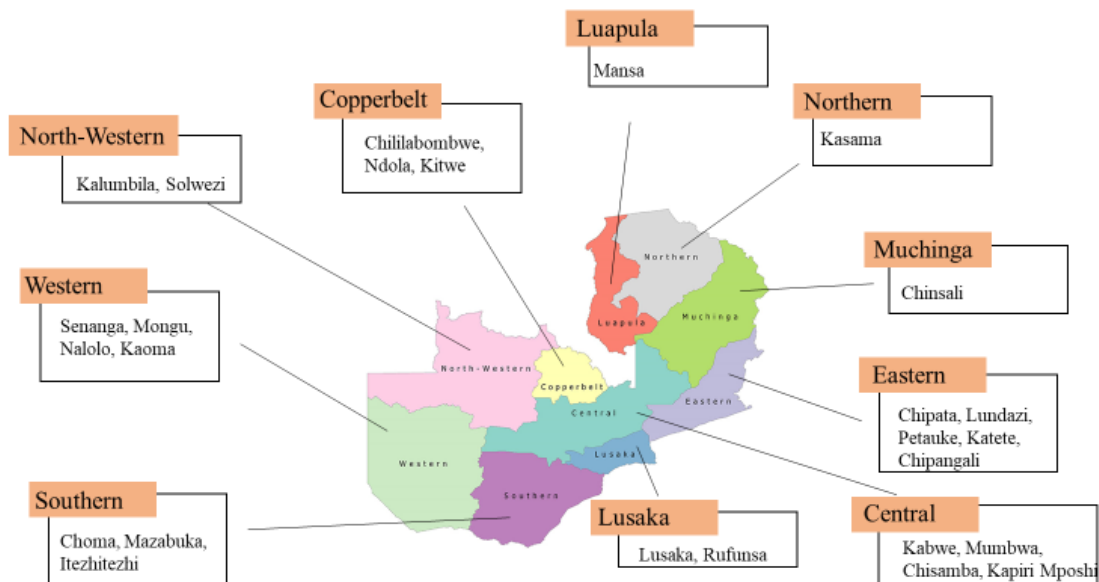 Luapula
Mansa
Copperbelt
Chililabombwe,
Ndola, Kitwe
Northern
Kasama
North-Western
Kalumbila, Solwezi
Muchinga
Chinsali
Western
Senanga, Mongu,
Nalolo, Kaoma
Eastern
Chipata, Lundazi,
Petauke, Katete,
Chipangali
Southern
Choma, Mazabuka,
Itezhitezhi
Lusaka
Lusaka, Rufunsa
Central
Kabwe, Mumbwa,
Chisamba, Kapiri Mposhi
Northern
Luapula
Muchinga
North-Western
Copperbelt
Central
Eastern
Western
Lusaka
Southern